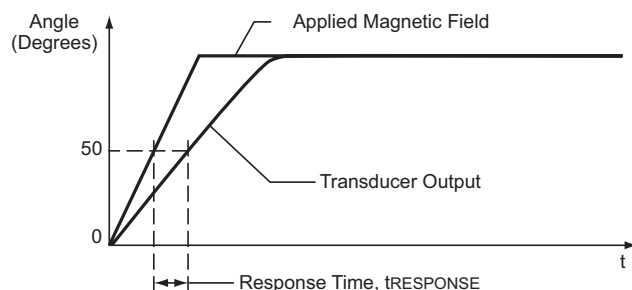 Angle
(Degrees)
Applied Magnetic Field
50
Transducer Output
0
t
Response Time, tRESPONSE